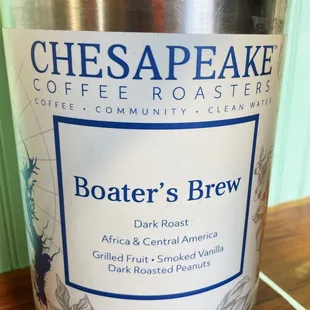 CHESAPEAKE™
COFFEE ROASTERS
COFFEE • COMMUNITY • CLEAN WATER
Boater's Brew
Dark Roast
Africa & Central America
Grilled Fruit • Smoked Vanilla
Dark Roasted Peanuts